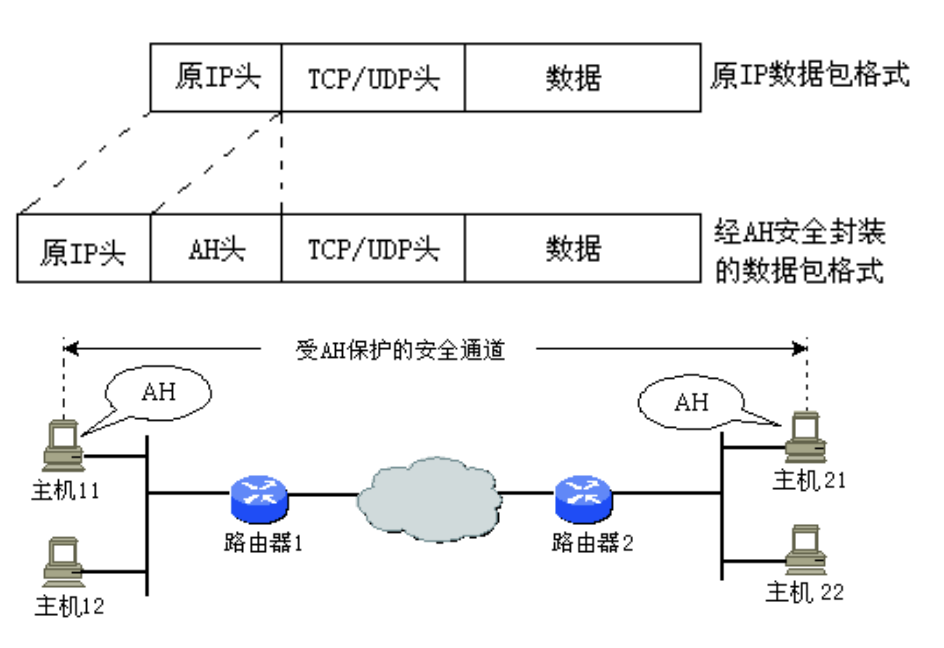 原IP头 TCP/UDP头 数据 原IP数据包格式
原IP头 AH头 TCP/UDP头 数据 经AH安全封装
的数据包格式
受AH保护的安全通道
AH AH
主机11 主机21
路由器1 路由器2
主机12 主机 22